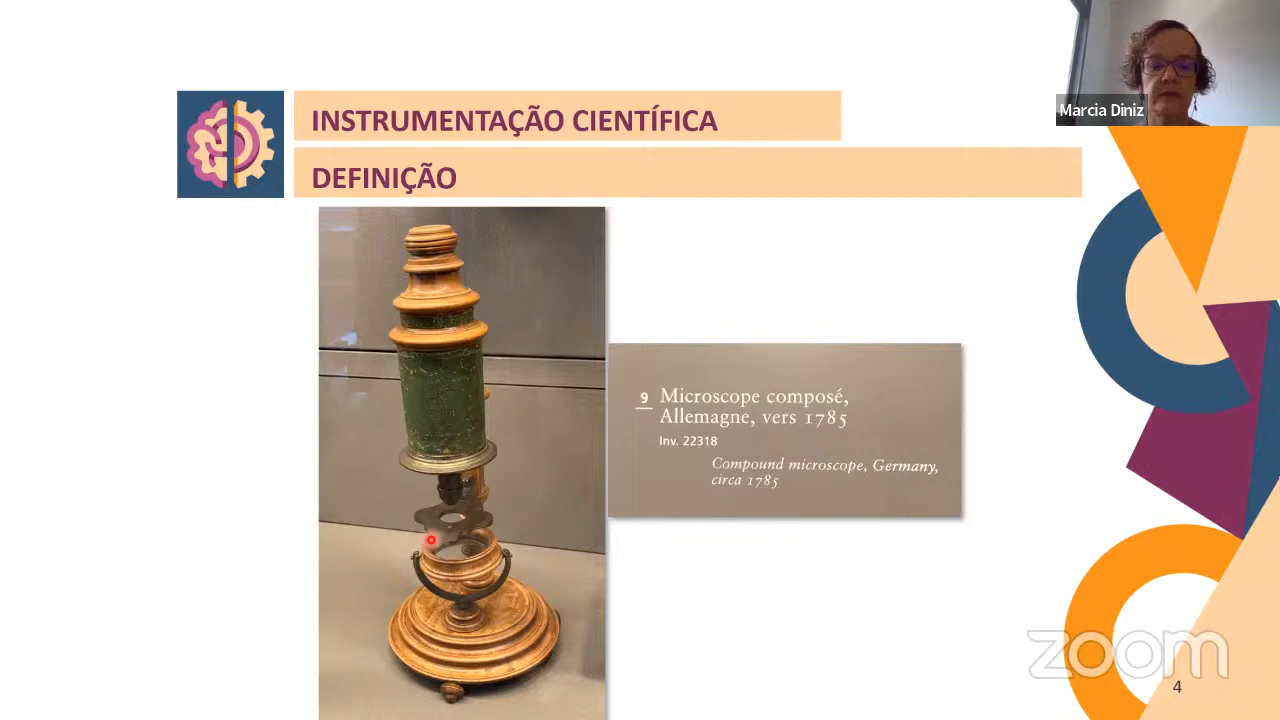 INSTRUMENTAÇÃO CIENTÍFICA
DEFINIÇÃO
Marcia Diniz
9 Microscope composé,
Allemagne, vers 1785
Inv. 22318
Compound microscope, Germany,
circa 1785
zoom
4